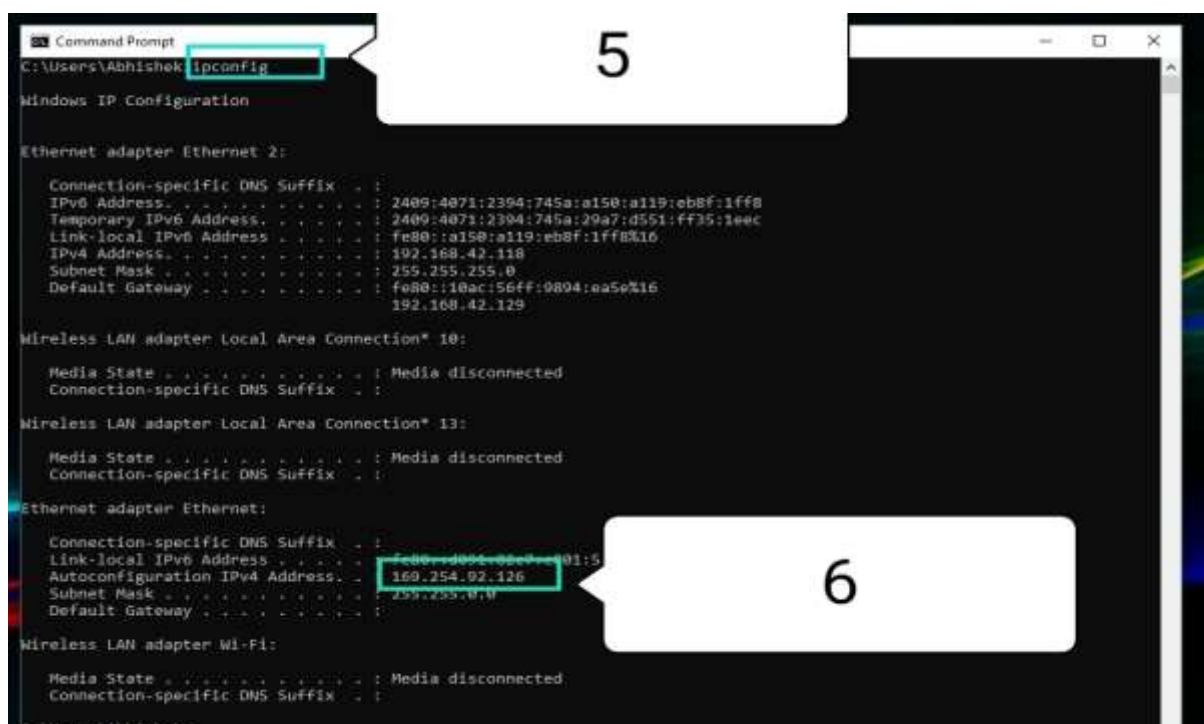 Command Prompt
5
C:\Users\Abhishek>ipconfig
Windows IP Configuration
Ethernet adapter Ethernet 2:
Connection-specific DNS Suffix . :
IPv6 Address. . . . . . . . . . . : 2409:4071:2394:745a:a150:a119:eb8f:1ff8
Temporary IPv6 Address. . . . . . : 2409:4071:2394:745a:29a7:d551:ff35:1eec
Link-local IPv6 Address . . . . . : fe80::a150:a119:eb8f:1ff8%16
IPv4 Address. . . . . . . . . . . : 192.168.42.118
Subnet Mask . . . . . . . . . . . : 255.255.255.0
Default Gateway . . . . . . . . . : fe80::10ac:56ff:9894:ea5e%16
192.168.42.129
Wireless LAN adapter Local Area Connection* 10:
Media State . . . . . . . . . . . : Media disconnected
Connection-specific DNS Suffix . :
Wireless LAN adapter Local Area Connection* 13:
Media State . . . . . . . . . . . : Media disconnected
Connection-specific DNS Suffix . :
Ethernet adapter Ethernet:
Connection-specific DNS Suffix . :
Link-local IPv6 Address . . . . . :
Autoconfiguration IPv4 Address. . : 169.254.92.126
Subnet Mask . . . . . . . . . . . : 255.255.0.0
Default Gateway . . . . . . . . . :
6
Wireless LAN adapter Wi-Fi:
Media State . . . . . . . . . . . : Media disconnected
Connection-specific DNS Suffix . :